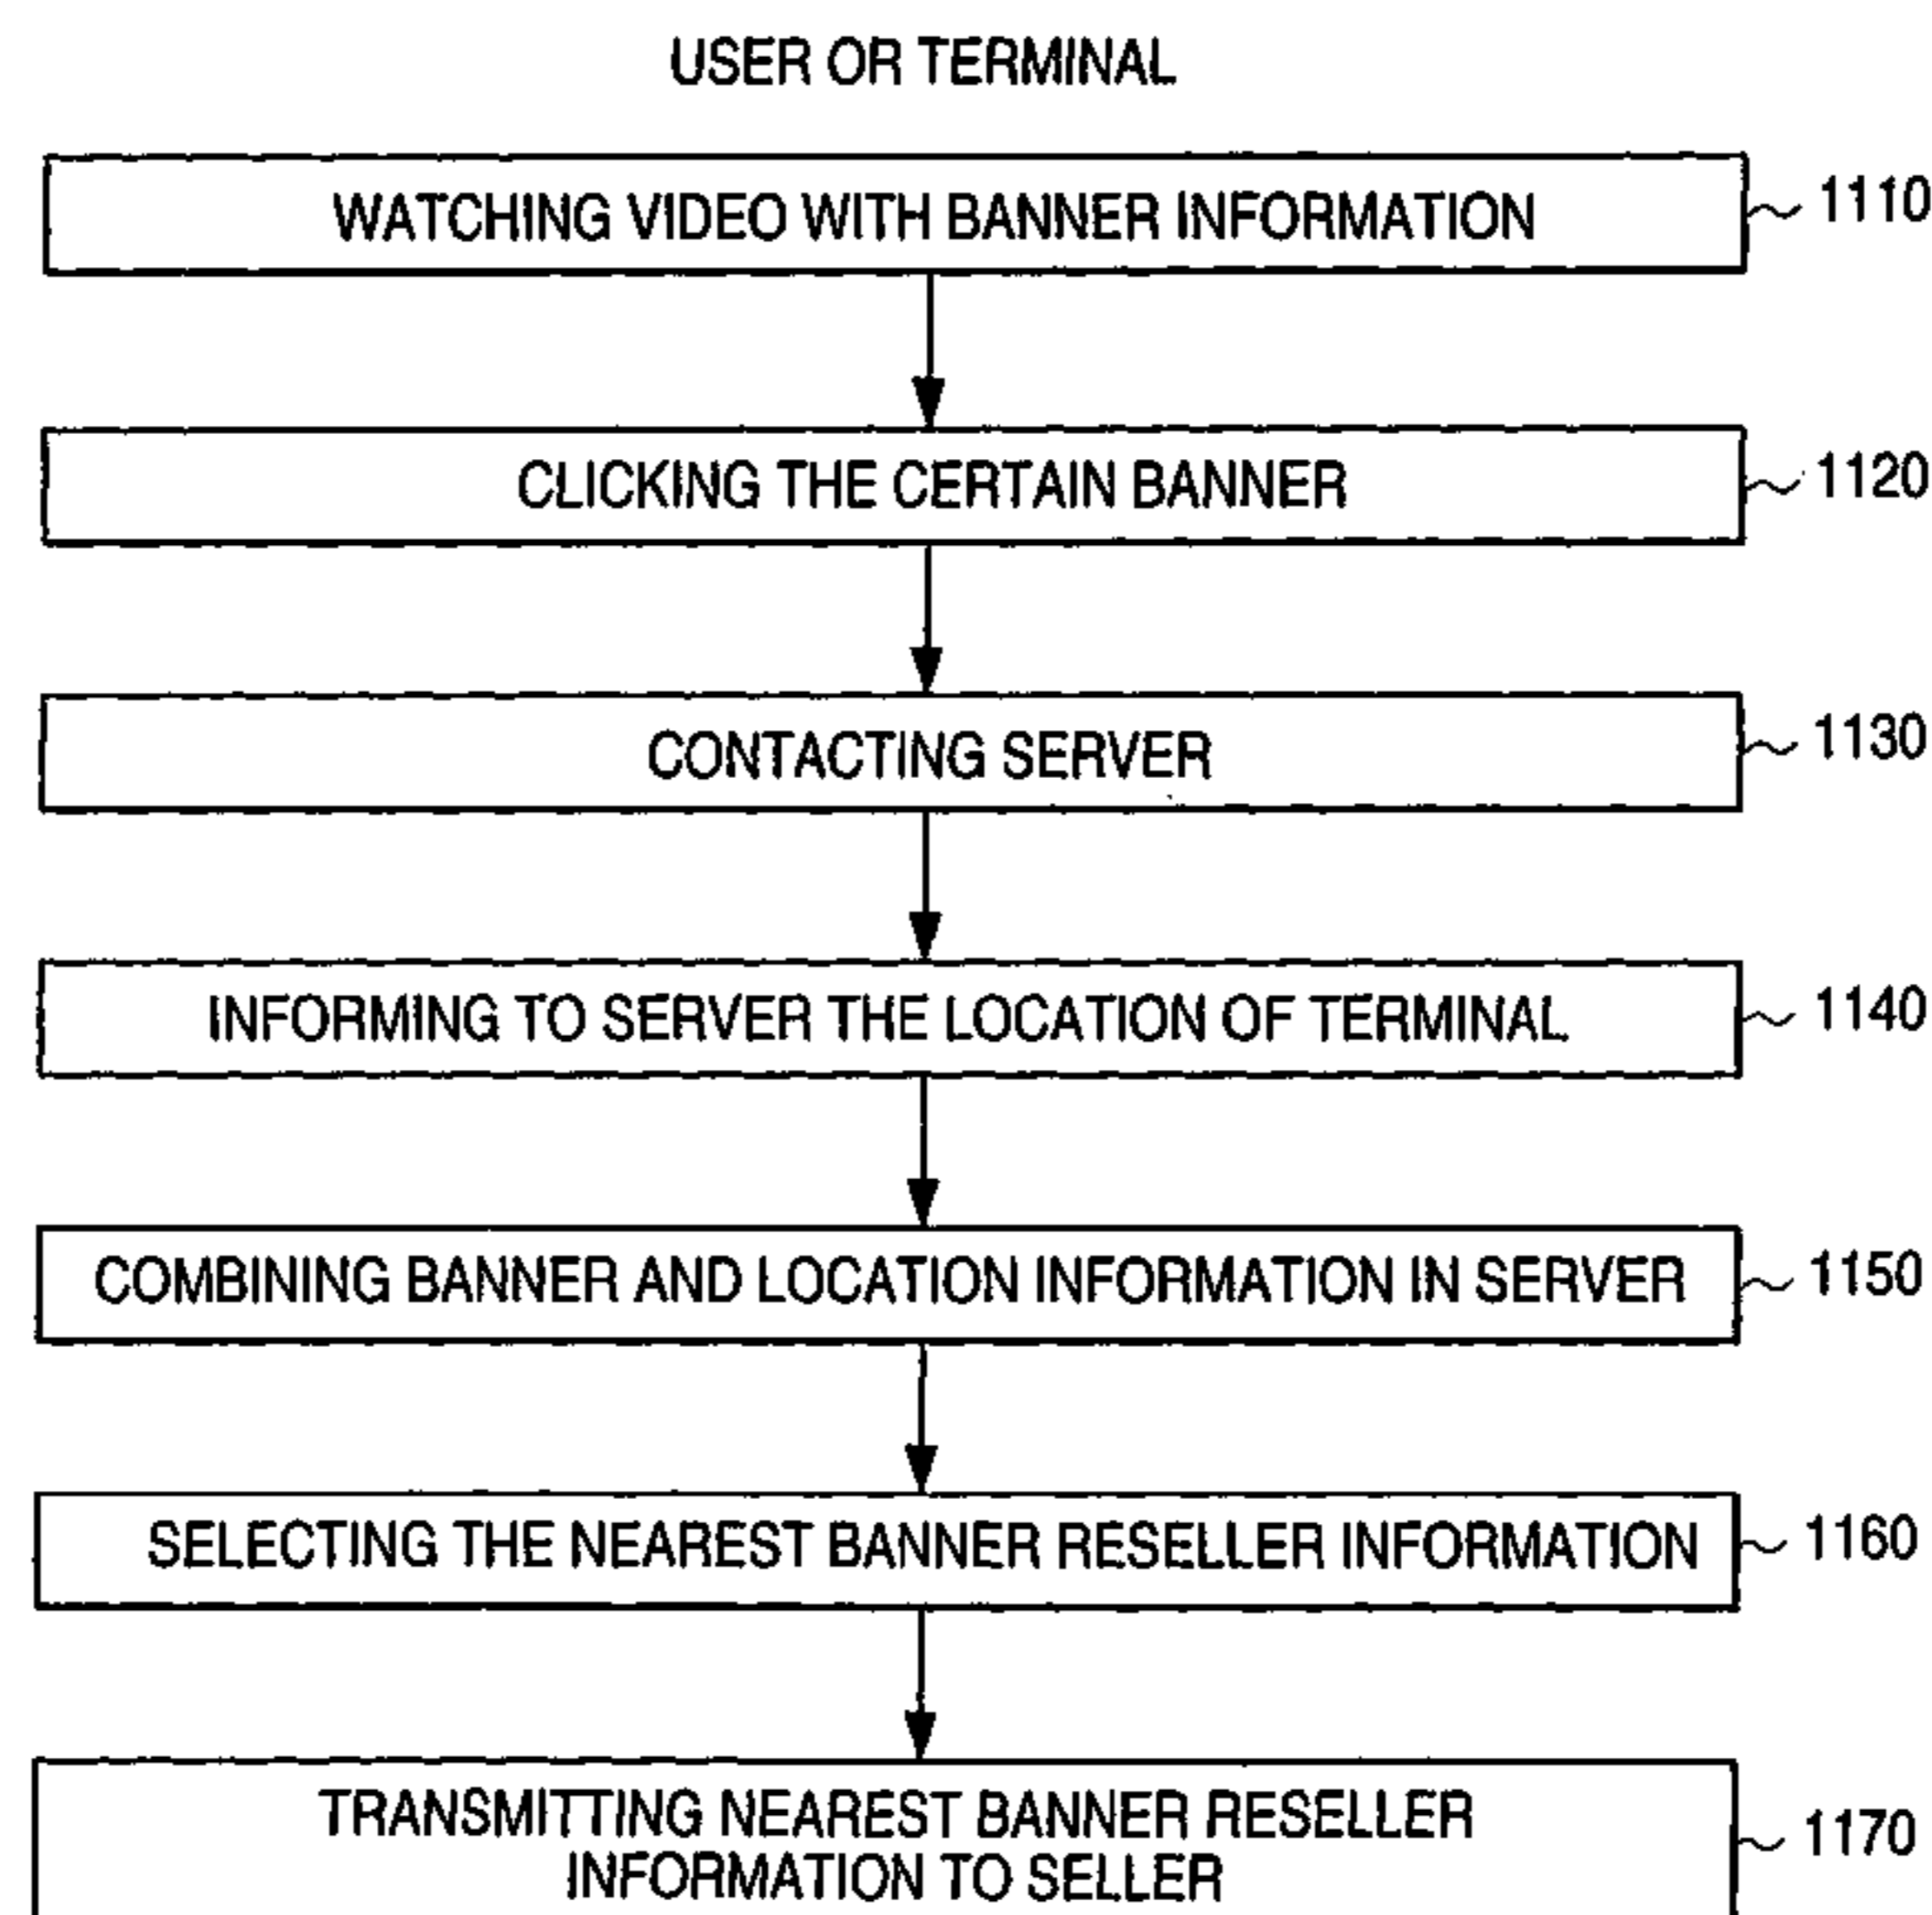 USER OR TERMINAL
WATCHING VIDEO WITH BANNER INFORMATION
1110
CLICKING THE CERTAIN BANNER
1120
CONTACTING SERVER
1130
INFORMING TO SERVER THE LOCATION OF TERMINAL
1140
COMBINING BANNER AND LOCATION INFORMATION IN SERVER
1150
SELECTING THE NEAREST BANNER RESELLER INFORMATION
1160
TRANSMITTING NEAREST BANNER RESELLER
INFORMATION TO SELLER
1170